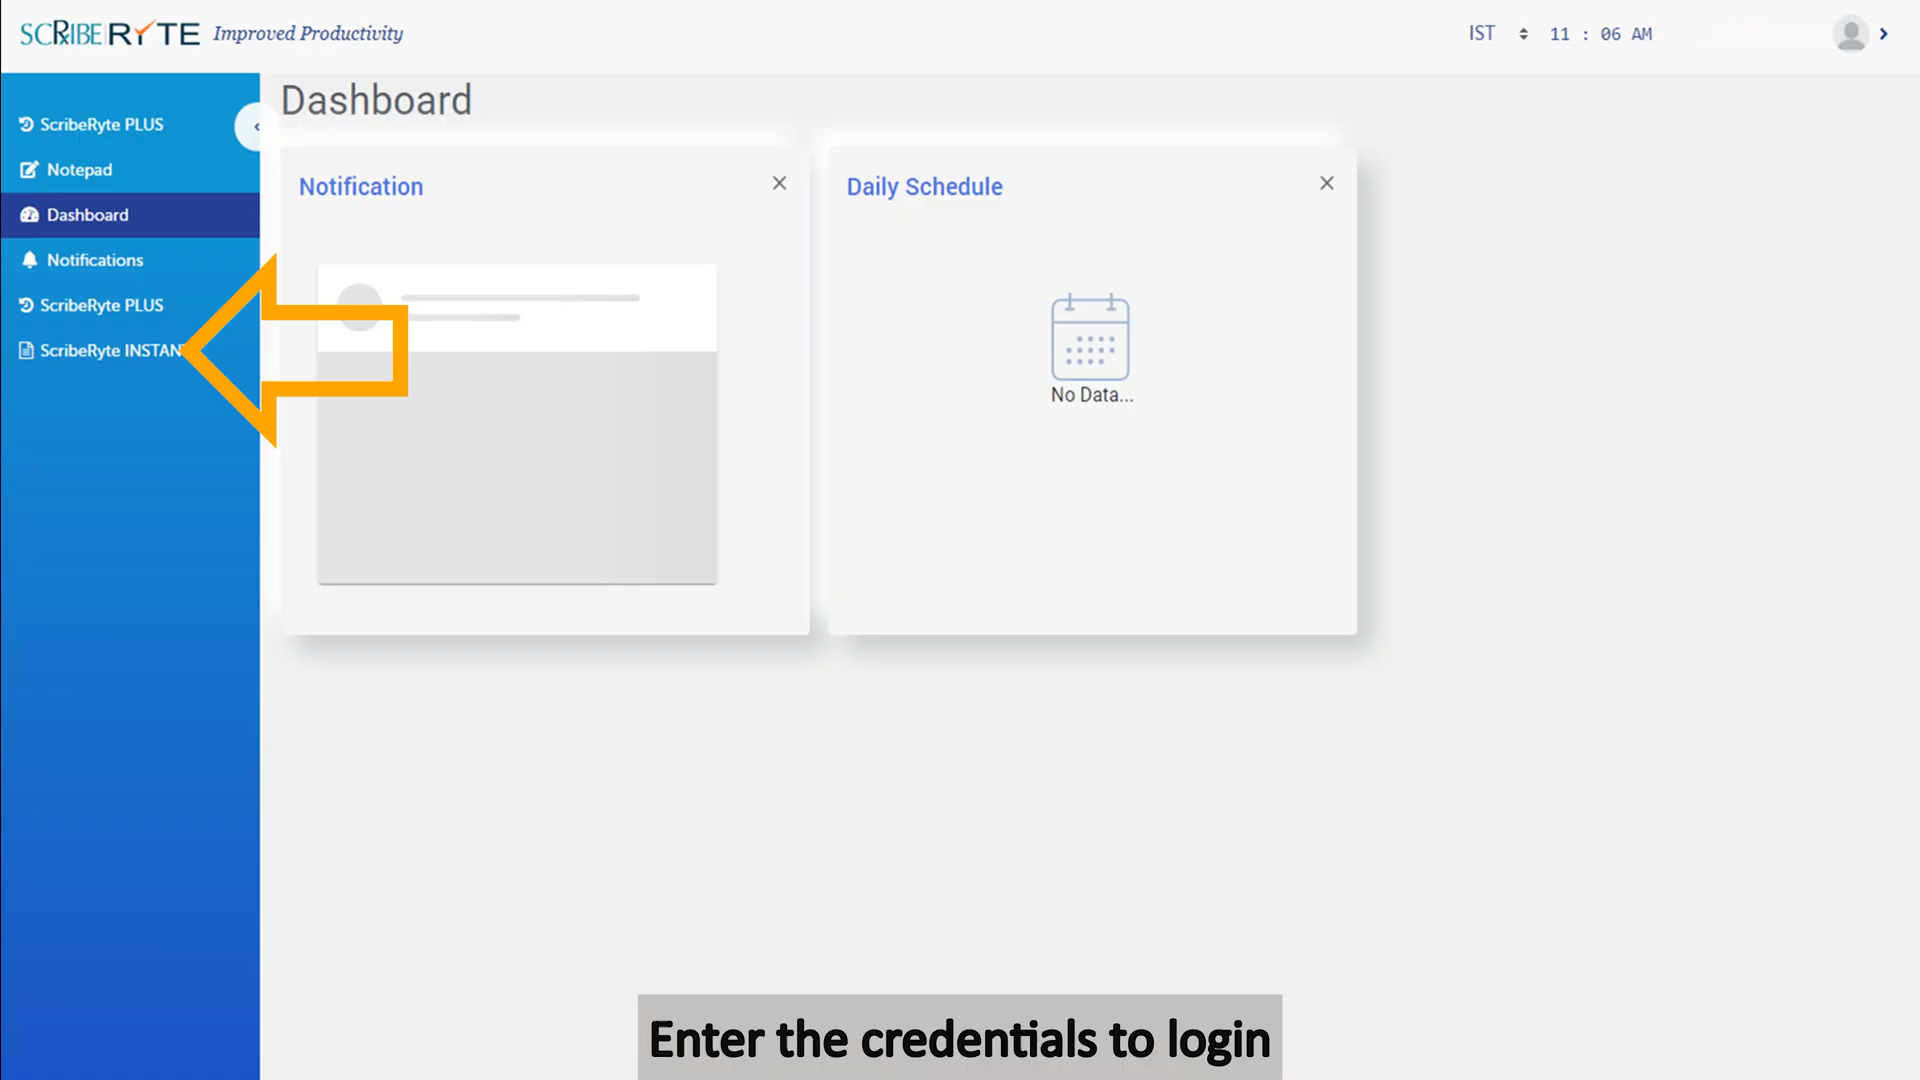 SCRIBERYTE Improved Productivity
IST 11 : 06 AM
ScribeRyte PLUS
Notepad
Dashboard
Notifications
ScribeRyte PLUS
ScribeRyte INSTAN
Dashboard
Notification
Daily Schedule
No Data...
Enter the credentials to login